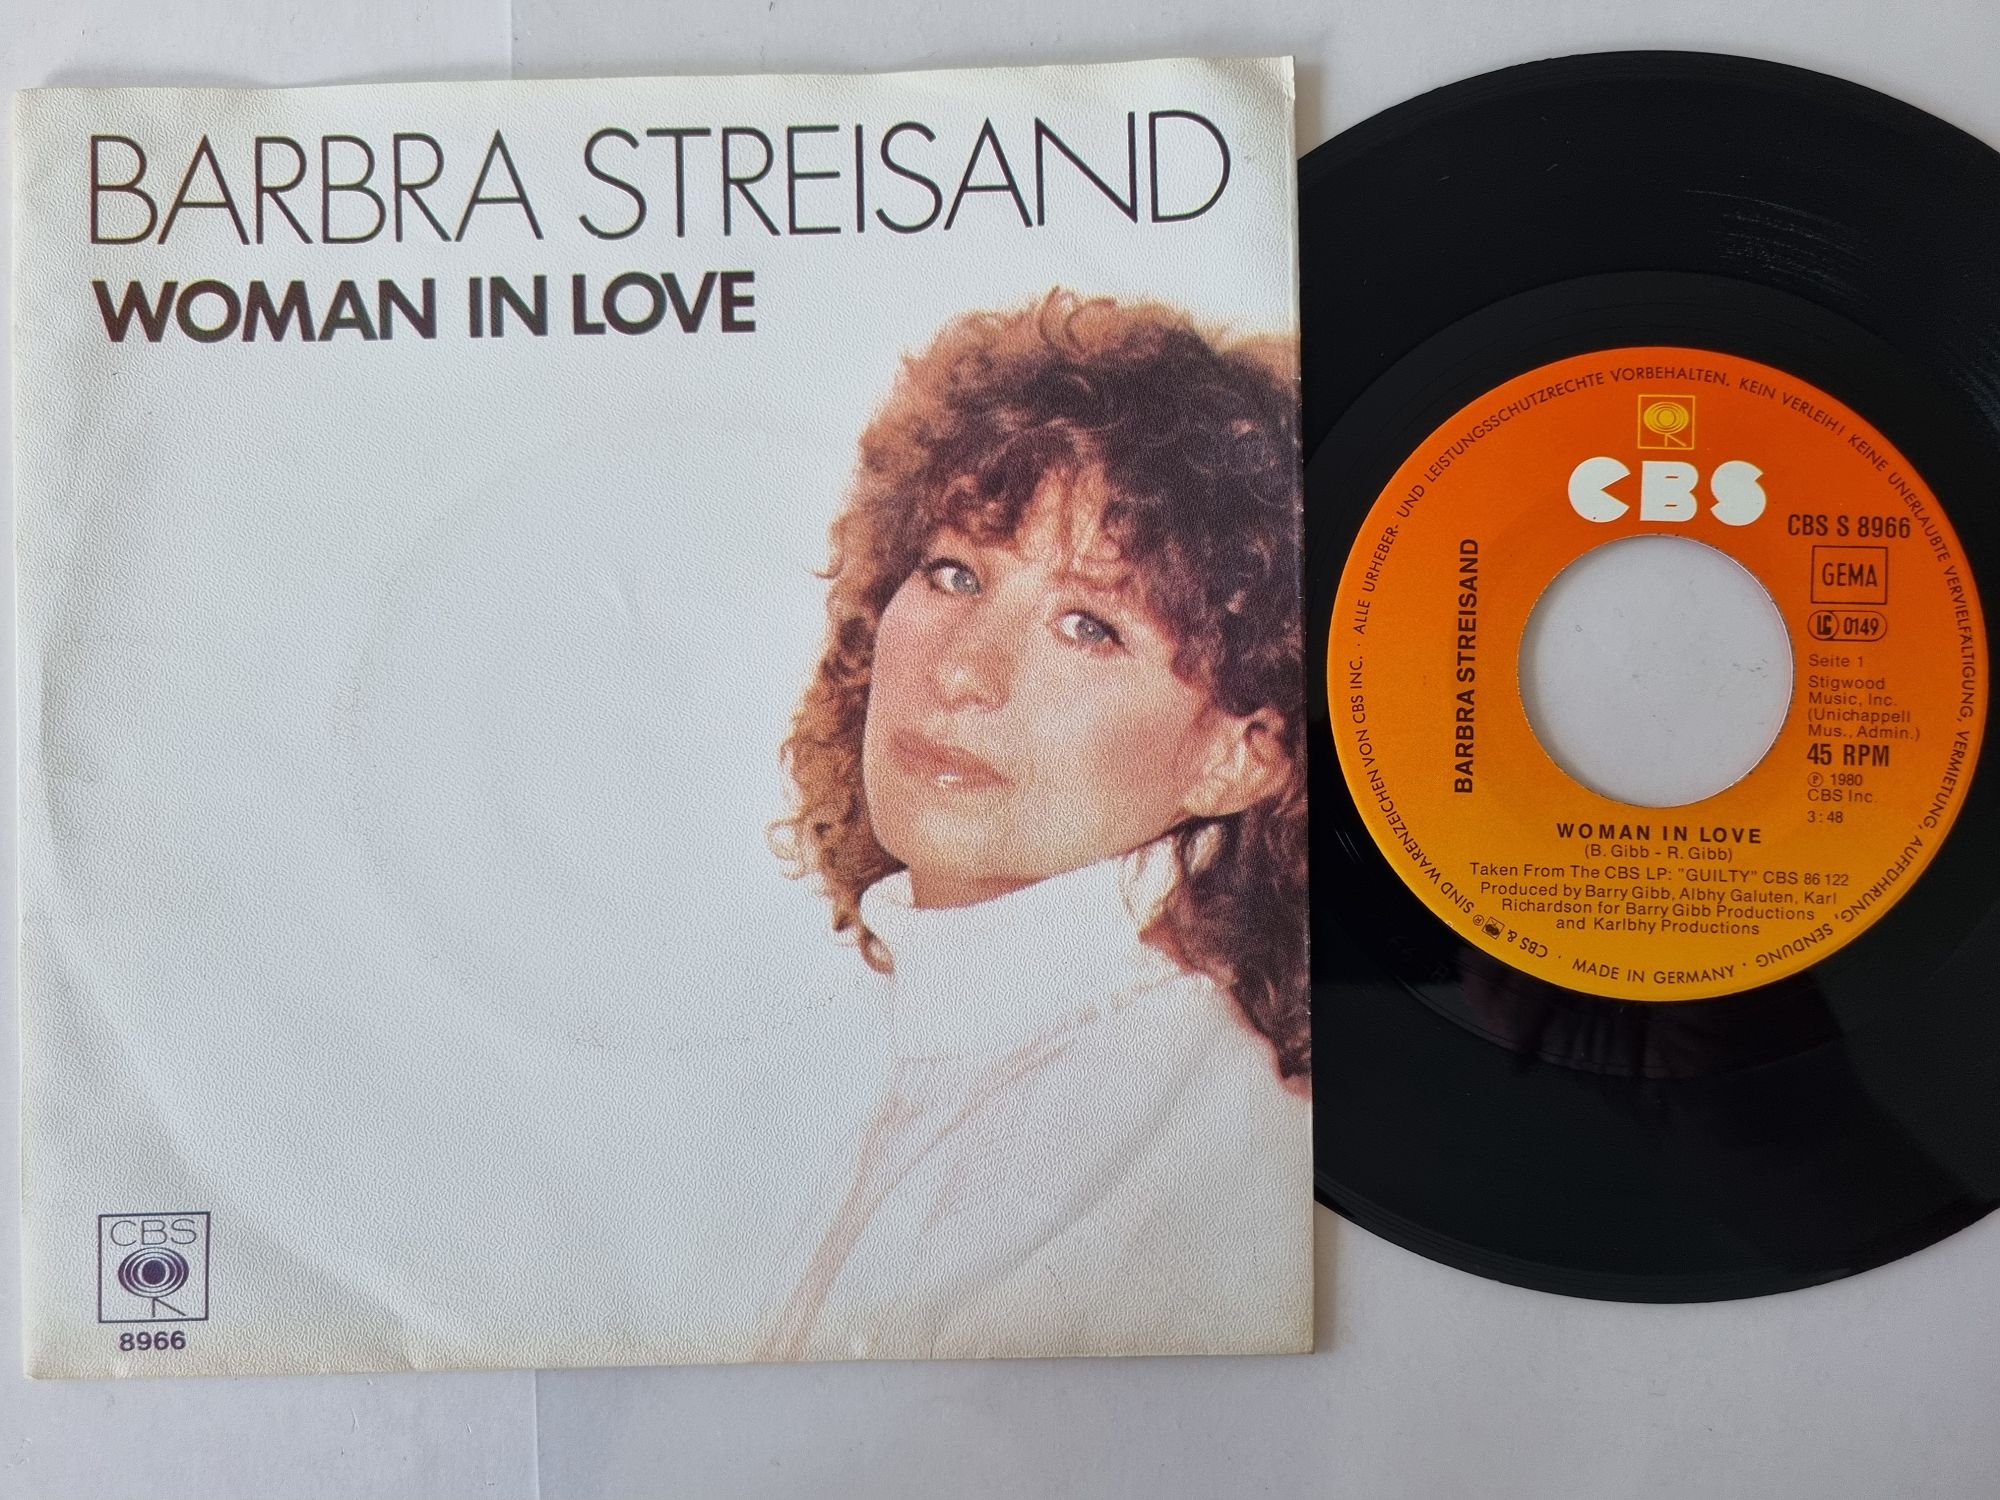 BARBRA STREISAND
WOMAN IN LOVE
CBS
8966
ALLE URHEBER- UND LEISTUNGSSCHUTZRECHTE VORBEHALTEN. KEIN VERLEIH! KEINE UNERLAUBTE VERVIELFÄLTIGUNG, VERMIETUNG, AUFFÜHRUNG, SENDUNG · MADE IN GERMANY · CBS & ® SIND WARENZEICHEN VON CBS INC. ·
CBS
CBS S 8966
GEMA
LC 0149
Seite 1
Stigwood
Music, Inc.
(Unichappell
Mus., Admin.)
45 RPM
℗ 1980
CBS Inc.
3:48
BARBRA STREISAND
WOMAN IN LOVE
(B. Gibb - R. Gibb)
Taken From The CBS LP: "GUILTY" CBS 86 122
Produced by Barry Gibb, Albhy Galuten, Karl
Richardson for Barry Gibb Productions
and Karlbhy Productions